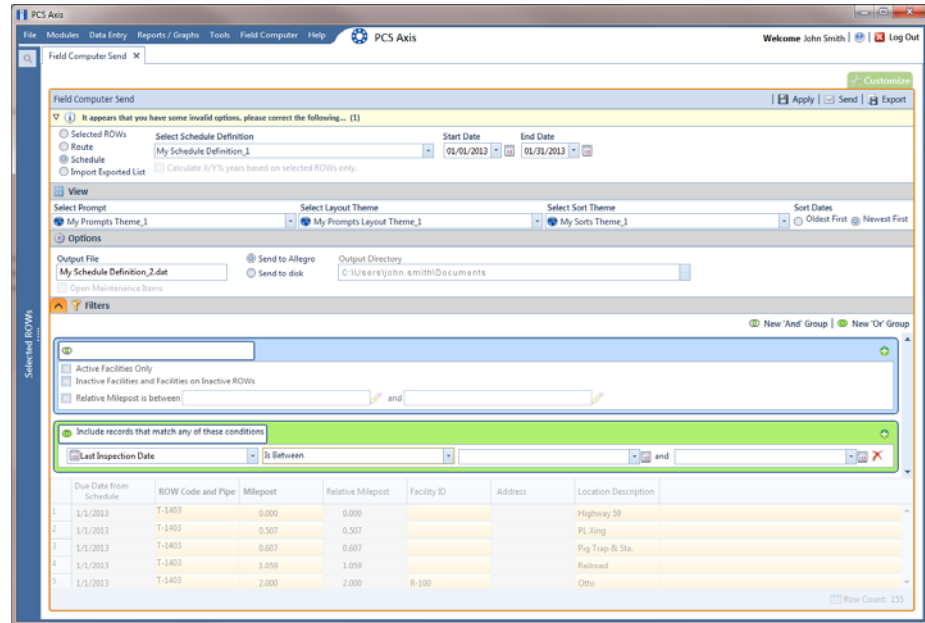 PCS Axis
File Modules Data Entry Reports / Graphs Tools Field Computer Help PCS Axis Welcome John Smith Log Out
Field Computer Send
Customize
Field Computer Send Apply Send Export
It appears that you have some invalid options, please correct the following... (1)
Selected ROWs Select Schedule Definition Start Date End Date
Route My Schedule Definition_1 01/01/2013 01/31/2013
Schedule
Import Exported List Calculate X/Y% years based on selected ROWs only.
View
Select Prompt Select Layout Theme Select Sort Theme Sort Dates
My Prompts Theme_1 My Prompts Layout Theme_1 My Sorts Theme_1 Oldest First Newest First
Options
Output File Send to Allegro Output Directory
My Schedule Definition_2.dat Send to disk C:\Users\john.smith\Documents
Open Maintenance Items
Filters
Selected ROWs
New 'And' Group New 'Or' Group
Active Facilities Only
Inactive Facilities and Facilities on Inactive ROWs
Relative Milepost is between and
Include records that match any of these conditions
Last Inspection Date Is Between and
Due Date from Schedule ROW Code and Pipe Milepost Relative Milepost Facility ID Address Location Description
1 1/1/2013 T-1403 0.000 0.000 Highway 59
2 1/1/2013 T-1403 0.507 0.507 PL Xing
3 1/1/2013 T-1403 0.607 0.607 Pig Trap & Sta.
4 1/1/2013 T-1403 1.059 1.059 Railroad
5 1/1/2013 T-1403 2.000 2.000 R-100 Otto
Row Count: 155